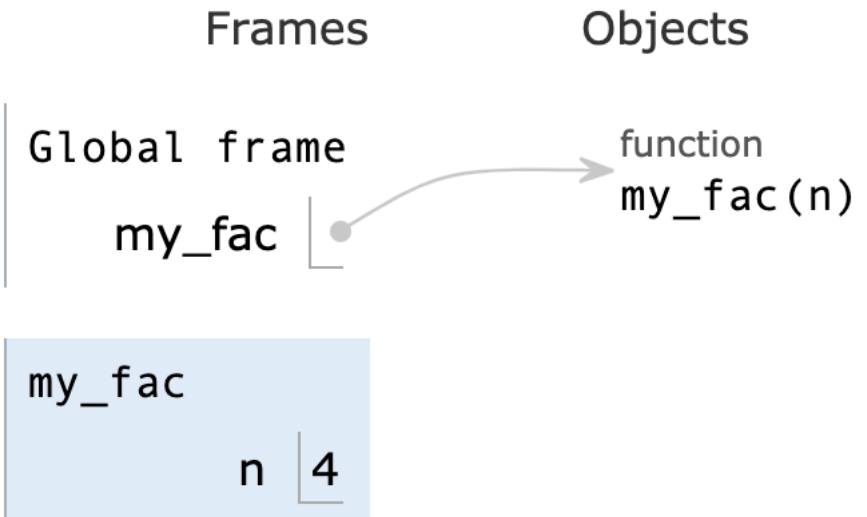 Frames Objects
Global frame
function
my_fac(n)
my_fac
my_fac
n 4